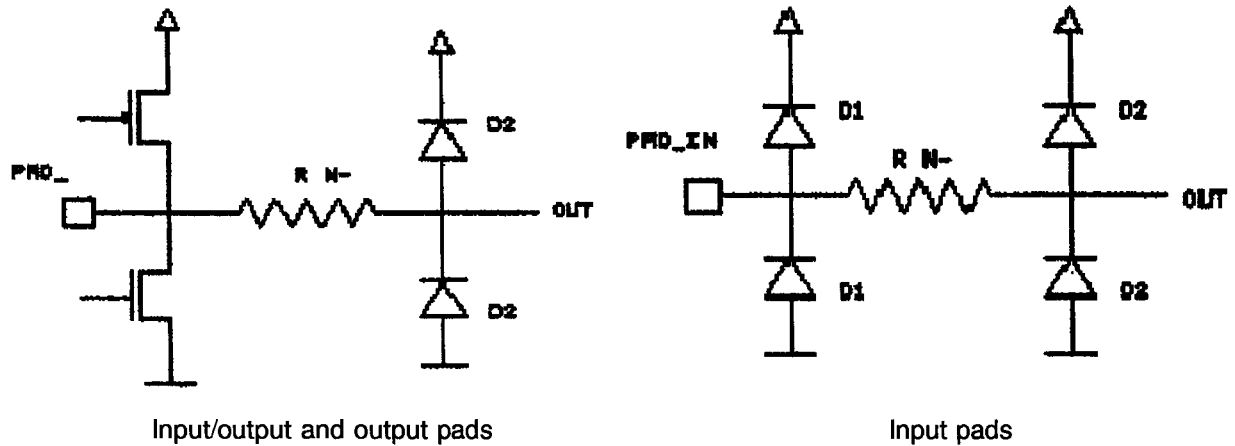 D2
D1
D2
PAD_IN
PAD_
R N-
R N-
OUT
OUT
D2
D1
D2
Input/output and output pads
Input pads